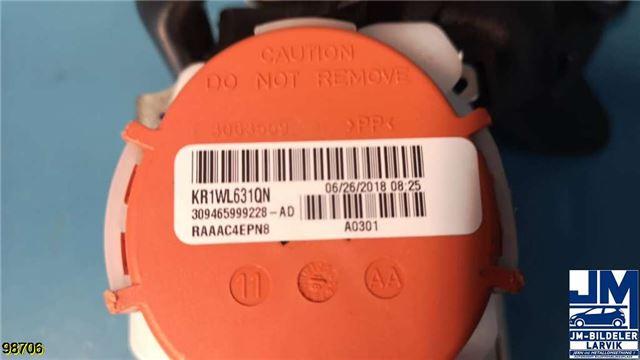 CAUTION
DO NOT REMOVE
>PP<
KR1WL631QN
06/26/2018 08:25
309465999228-AD
RAAAC4EPN8
A0301
11
AA
98706
JM
JM-BILDELER
LARVIK